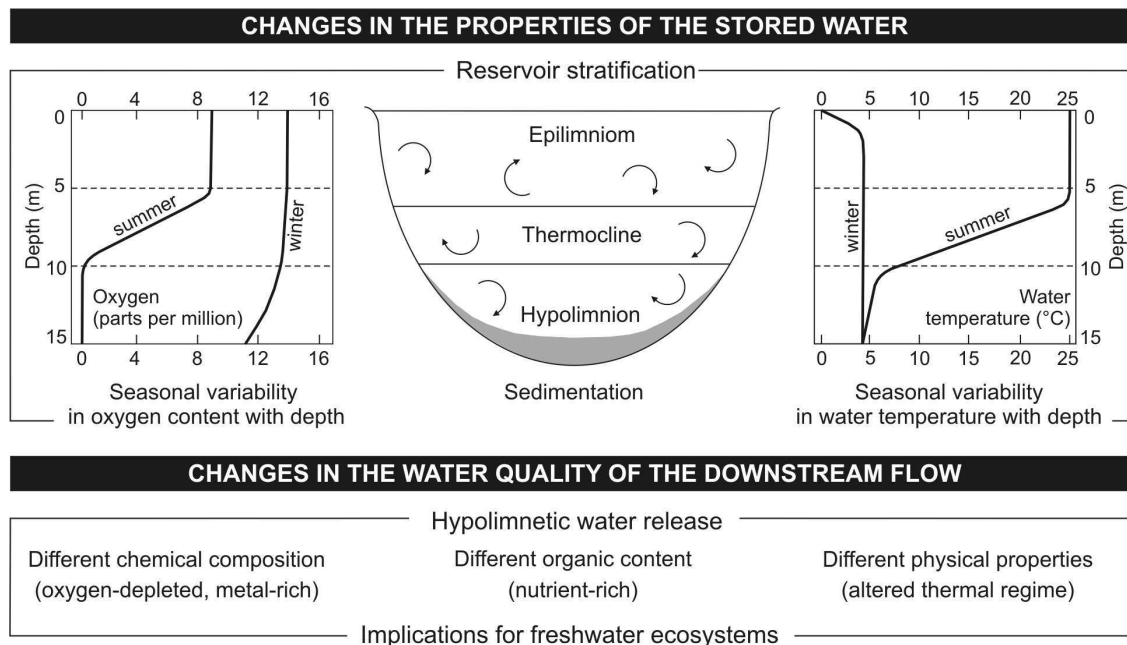 CHANGES IN THE PROPERTIES OF THE STORED WATER
Reservoir stratification
0 4 8 12 16
0
5
10
15
Depth (m)
summer
winter
Oxygen
(parts per million)
0 4 8 12 16
Seasonal variability
in oxygen content with depth
Epilimniom
Thermocline
Hypolimnion
Sedimentation
0 5 10 15 20 25
0
5
10
15
Depth (m)
winter
summer
Water
temperature (°C)
0 5 10 15 20 25
Seasonal variability
in water temperature with depth
CHANGES IN THE WATER QUALITY OF THE DOWNSTREAM FLOW
Hypolimnetic water release
Different chemical composition
(oxygen-depleted, metal-rich)
Different organic content
(nutrient-rich)
Different physical properties
(altered thermal regime)
Implications for freshwater ecosystems